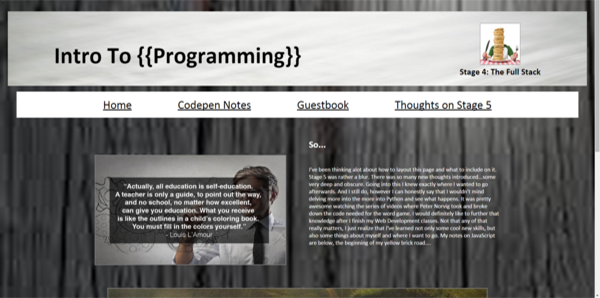 Intro To {{Programming}}
Stage 4: The Full Stack
Home
Codepen Notes
Guestbook
Thoughts on Stage 5
So...
"Actually, all education is self-education.
A teacher is only a guide, to point out the way,
and no school, no matter how excellent,
can give you education. What you receive
is like the outlines in a child's coloring book.
You must fill in the colors yourself."
- Louis L'Amour
I've been thinking alot about how to layout this page and what to include on it.
Stage 5 was rather a blur. There was so many new thoughts introduced...some
very deep and obscure. Going into this I knew exactly where I wanted to go
afterwards. And I still do, however I can honestly say that I wouldn't mind
delving more into the more into Python and see what happens. It was pretty
awesome watching the series of videos where Peter Norvig took and broke
down the code needed for the word game. I would definitely like to further that
knowledge after I finish my Web Development classes. Not that any of that
really matters, I just realize that I've learned not only some cool new skills, but
also some things about myself and where I want to go. My notes on JavaScript
are below, the beginning of my yellow brick road....